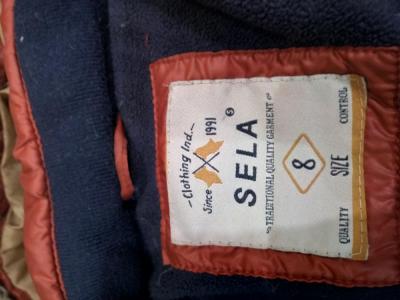 -Clothing Ind.-
Since 1991
SELA
TRADITIONAL QUALITY GARMENT
8
QUALITY SIZE CONTROL